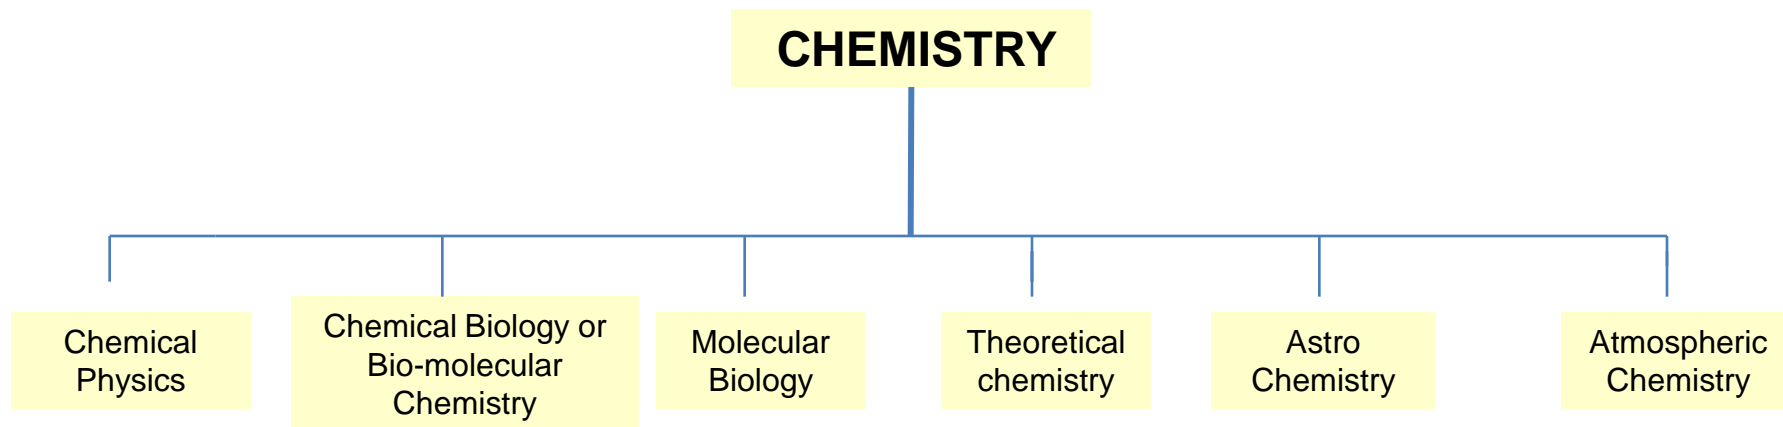 CHEMISTRY
Chemical
Physics
Chemical Biology or
Bio-molecular
Chemistry
Molecular
Biology
Theoretical
chemistry
Astro
Chemistry
Atmospheric
Chemistry